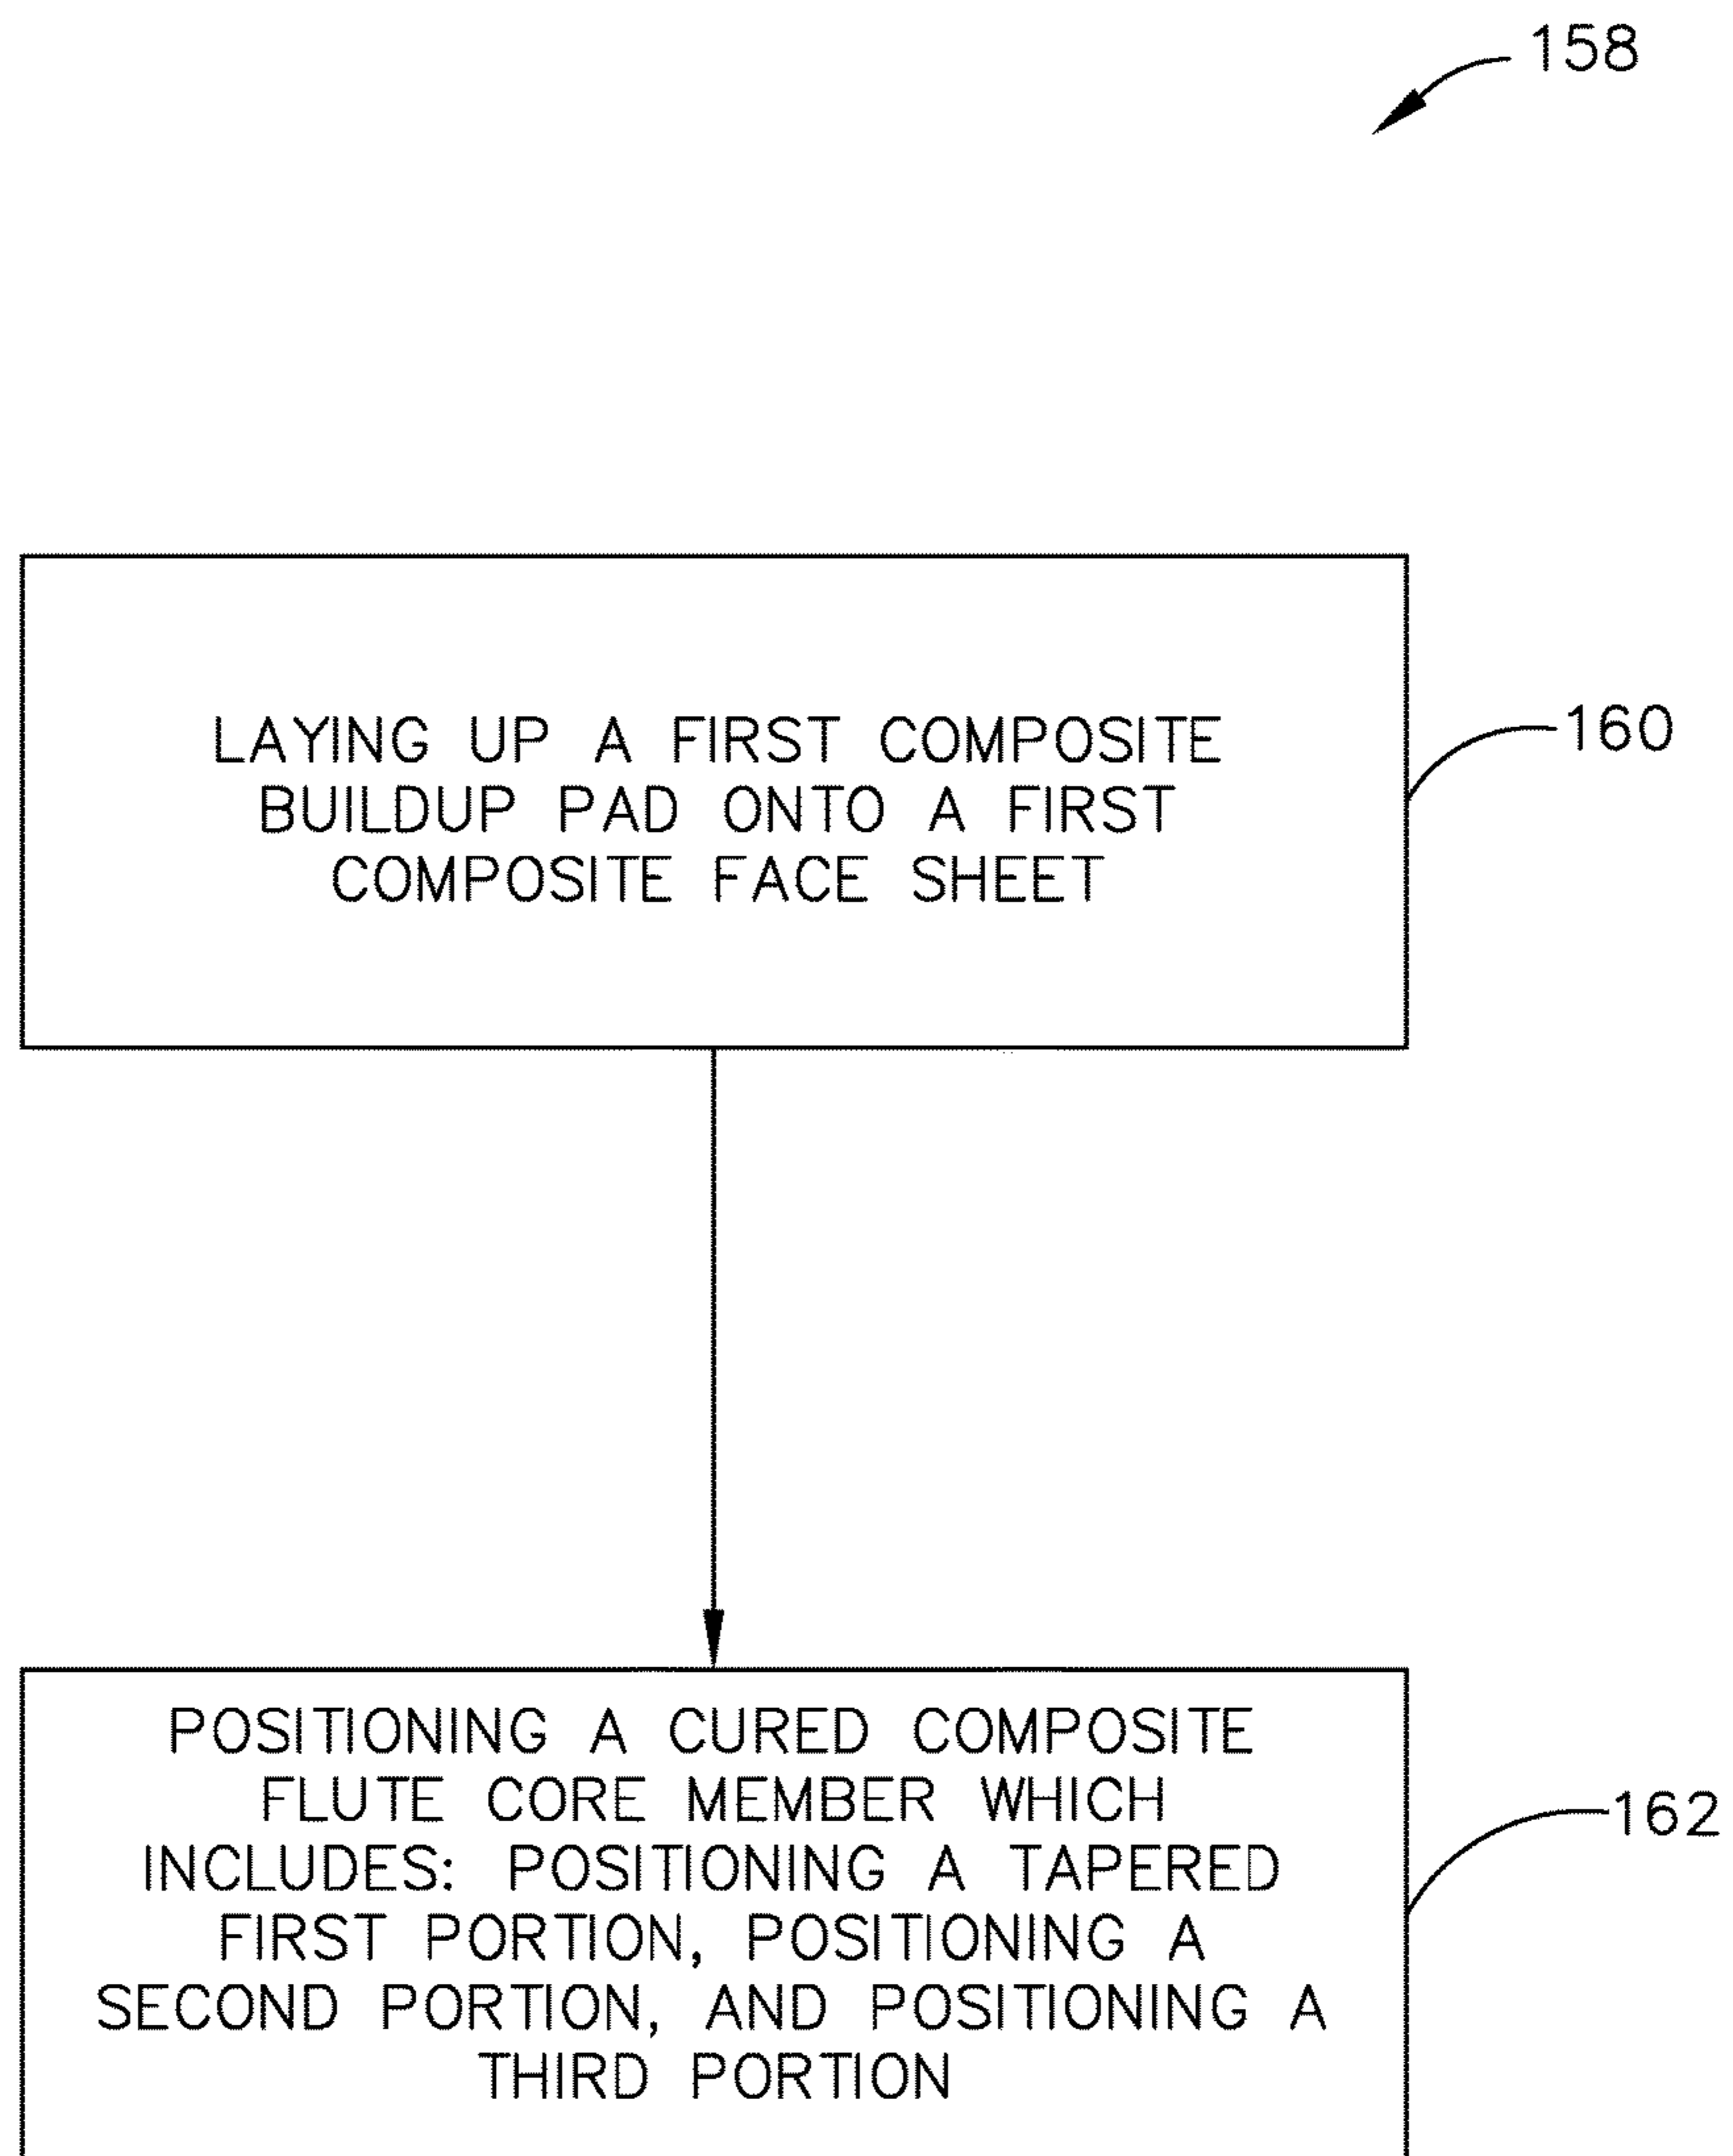 158
LAYING UP A FIRST COMPOSITE
BUILDUP PAD ONTO A FIRST
COMPOSITE FACE SHEET
160
POSITIONING A CURED COMPOSITE
FLUTE CORE MEMBER WHICH
INCLUDES: POSITIONING A TAPERED
FIRST PORTION, POSITIONING A
SECOND PORTION, AND POSITIONING A
THIRD PORTION
162